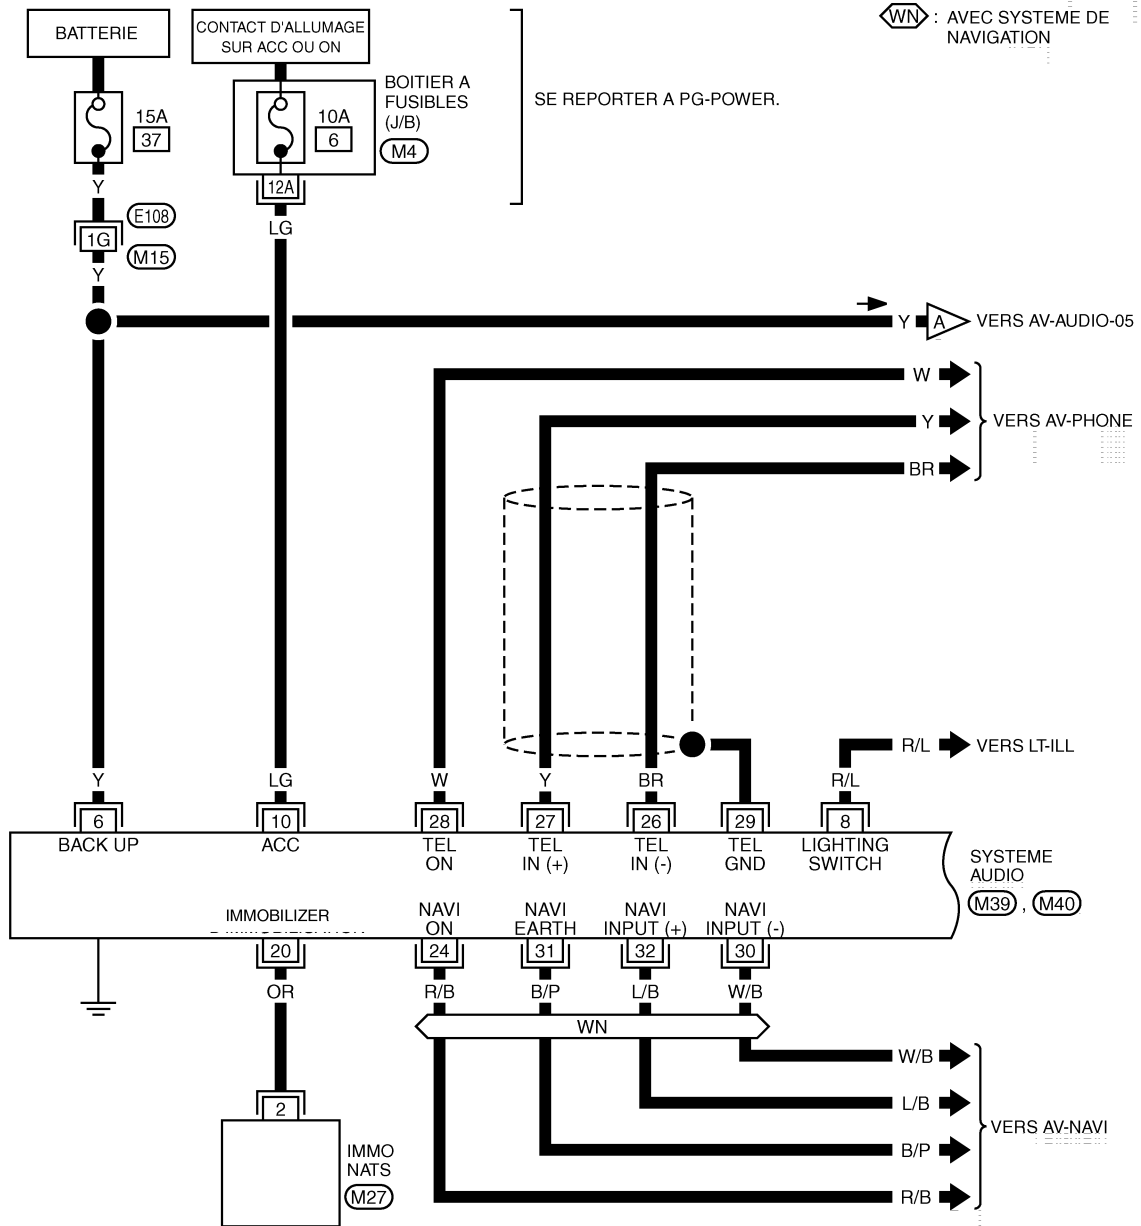 BATTERIE
CONTACT D'ALLUMAGE
SUR ACC OU ON
WN : AVEC SYSTEME DE
NAVIGATION
15A
37
10A
6
BOITIER A
FUSIBLES
(J/B)
M4
SE REPORTER A PG-POWER.
12A
Y
LG
E108
1G
M15
Y
Y
A
VERS AV-AUDIO-05
W
Y
BR
VERS AV-PHONE
R/L
VERS LT-ILL
Y
LG
W
Y
BR
R/L
6
10
28
27
26
29
8
BACK UP
ACC
TEL
ON
TEL
IN (+)
TEL
IN (-)
TEL
GND
LIGHTING
SWITCH
SYSTEME
AUDIO
M39 , M40
IMMOBILIZER
NAVI
ON
NAVI
EARTH
NAVI
INPUT (+)
NAVI
INPUT (-)
20
24
31
32
30
OR
R/B
B/P
L/B
W/B
WN
W/B
L/B
B/P
R/B
VERS AV-NAVI
2
IMMO
NATS
M27